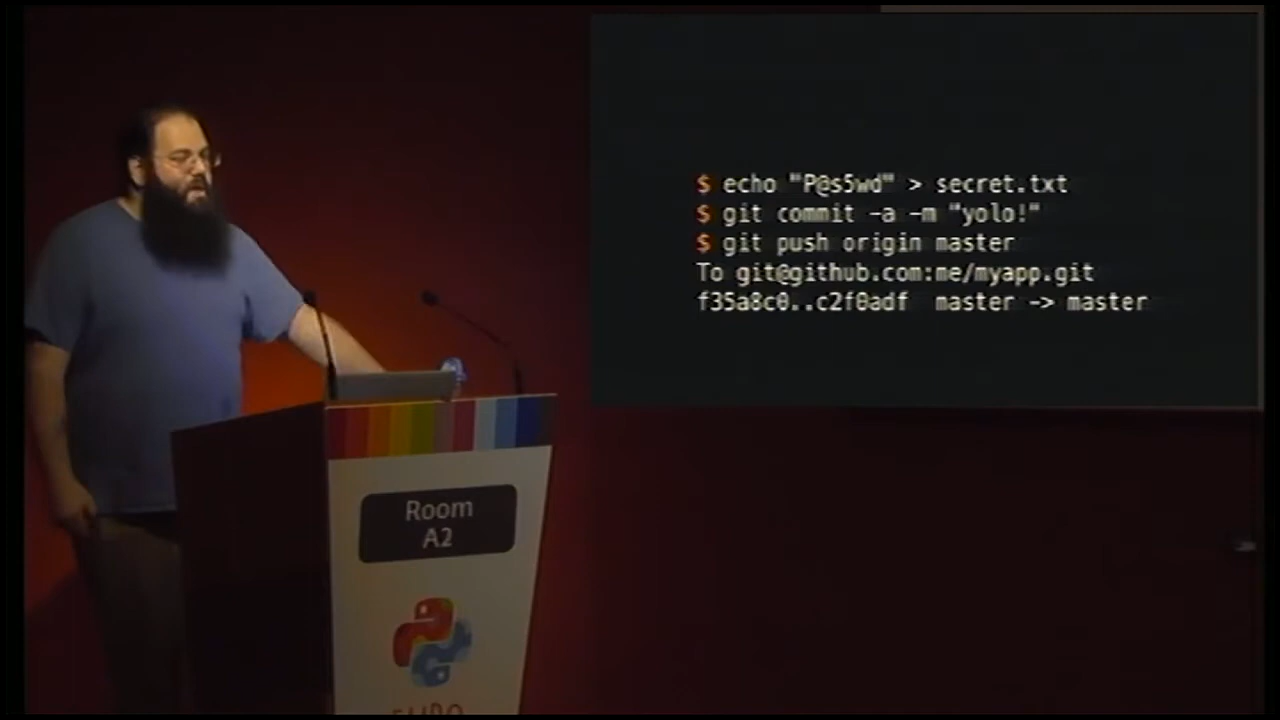 $ echo "P@s5wd" > secret.txt
$ git commit -a -m "yolo!"
$ git push origin master
To git@github.com:me/myapp.git
f35a8c0..c2f0adf  master -> master
Room
A2
EURO